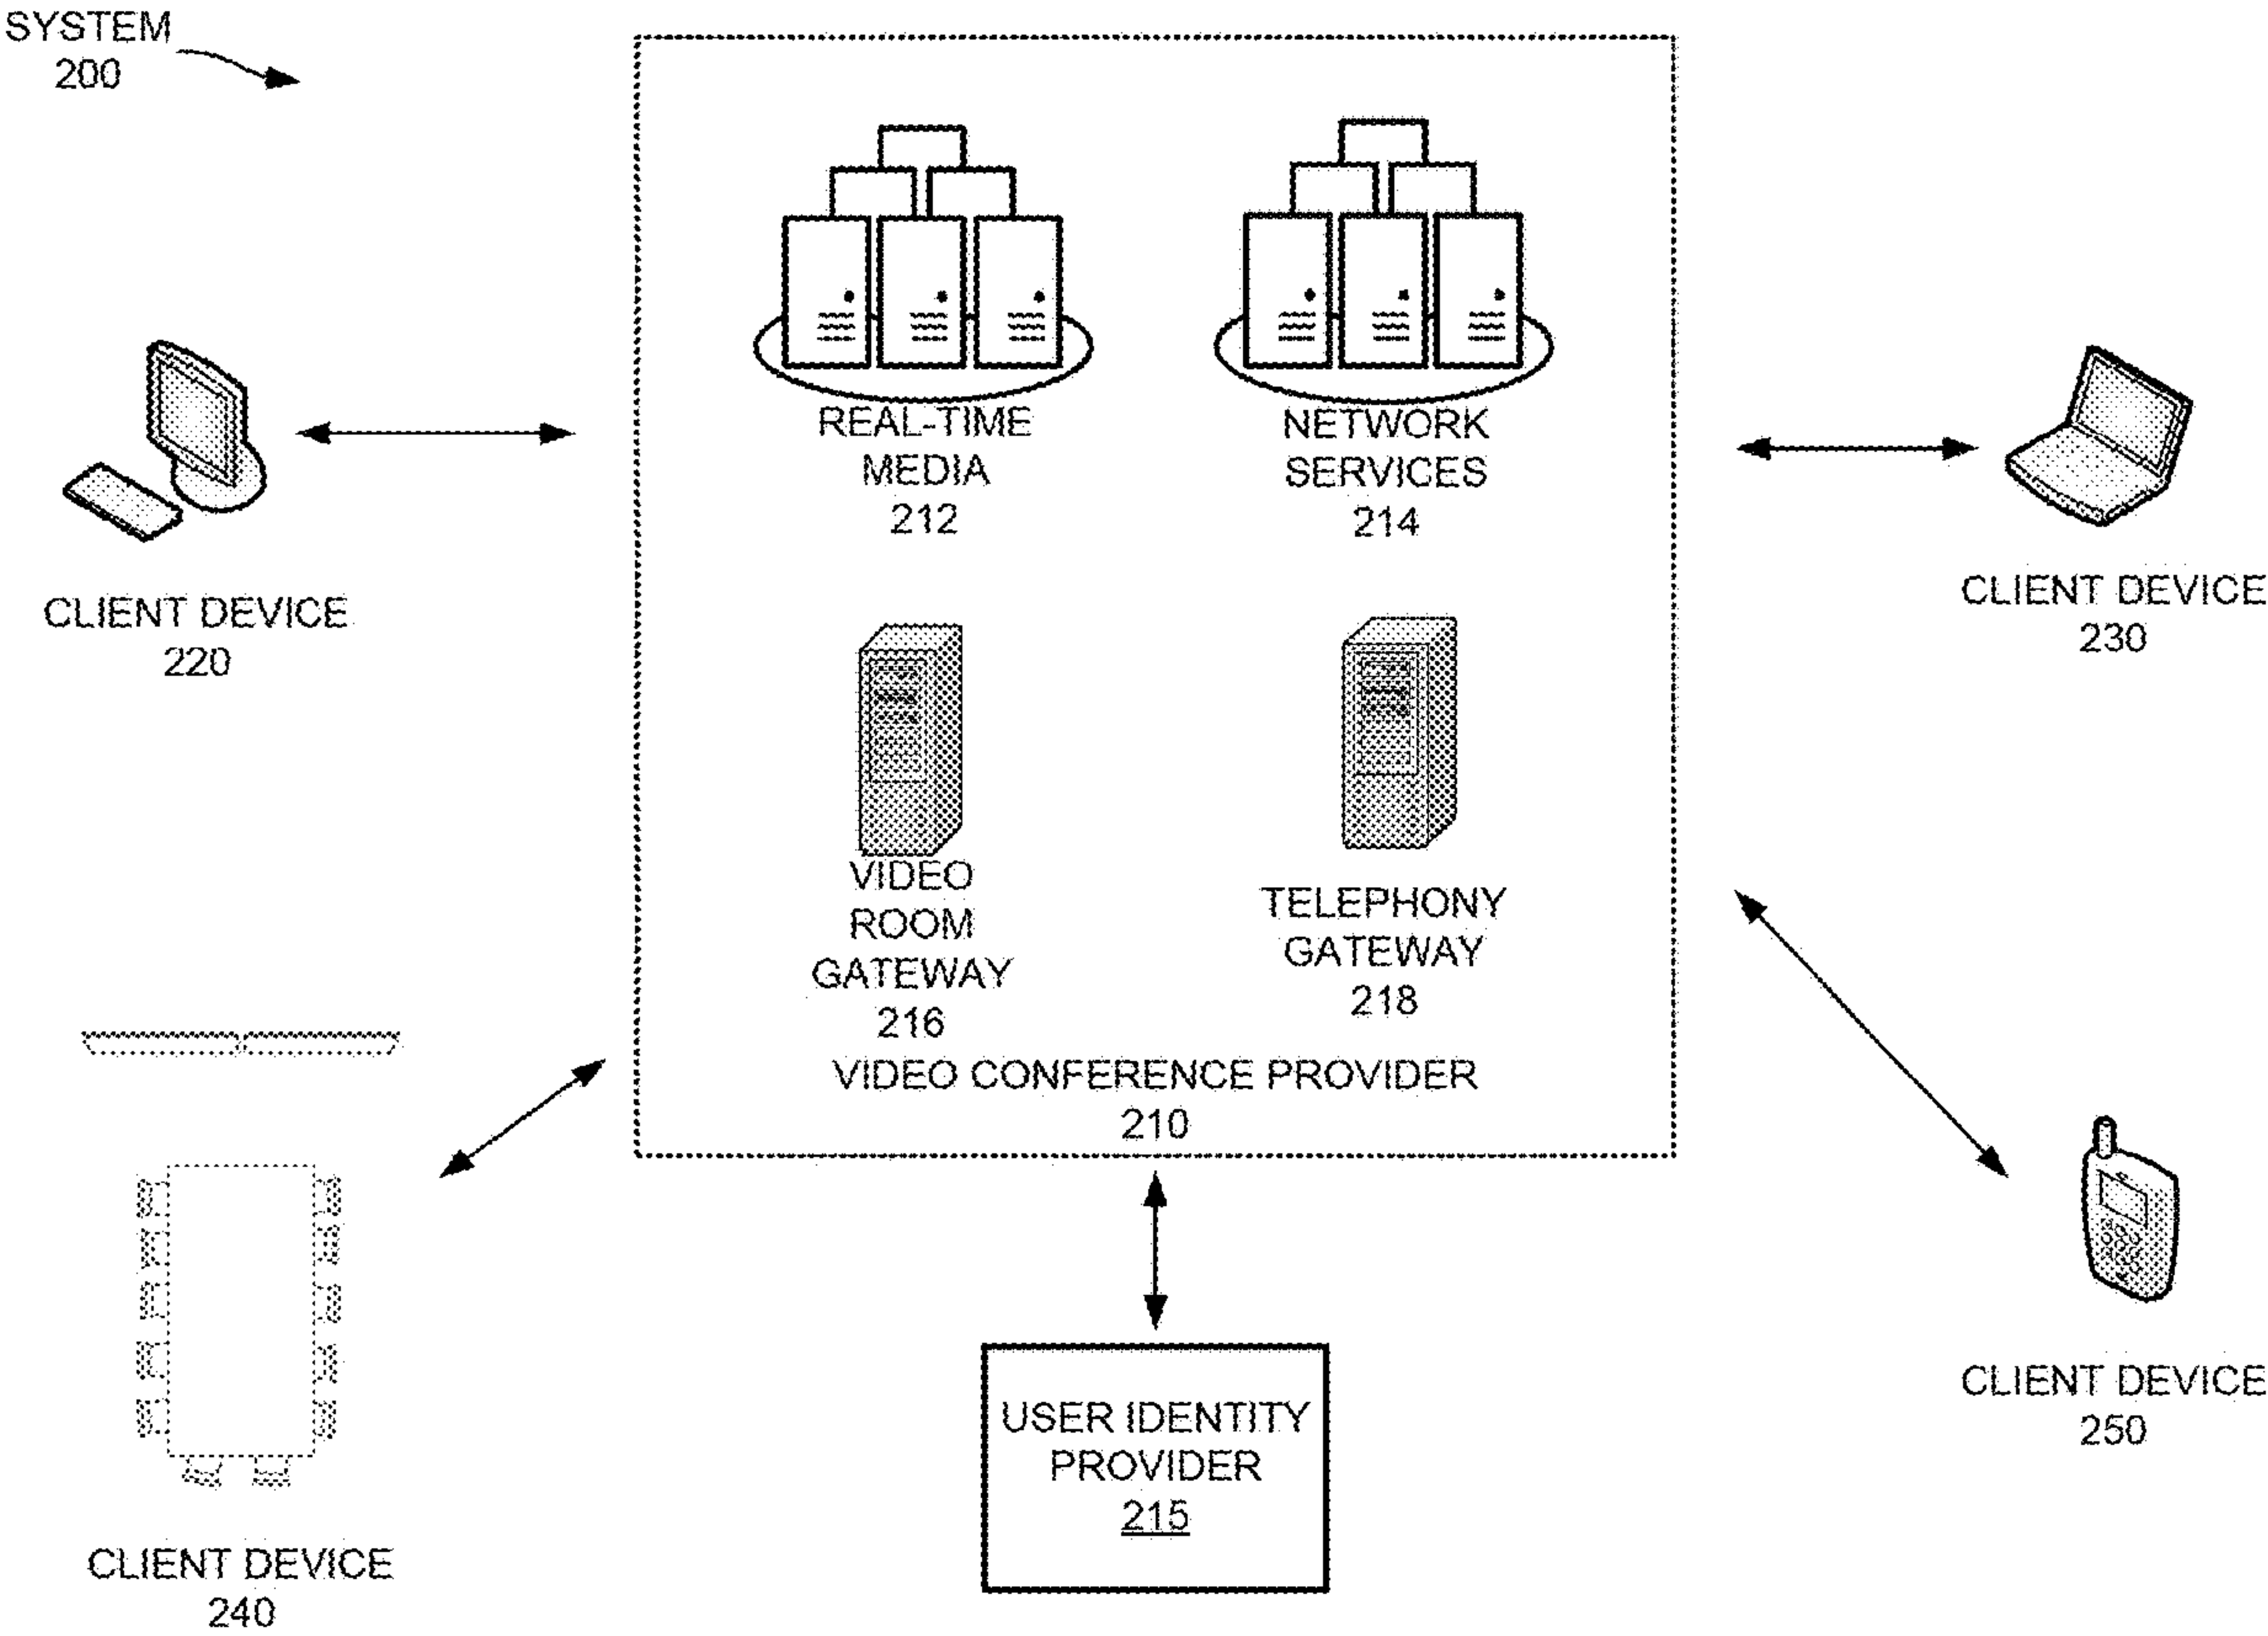 SYSTEM
200
REAL-TIME
MEDIA
212
NETWORK
SERVICES
214
CLIENT DEVICE
220
CLIENT DEVICE
230
VIDEO
ROOM
GATEWAY
216
TELEPHONY
GATEWAY
218
VIDEO CONFERENCE PROVIDER
210
CLIENT DEVICE
240
USER IDENTITY
PROVIDER
215
CLIENT DEVICE
250